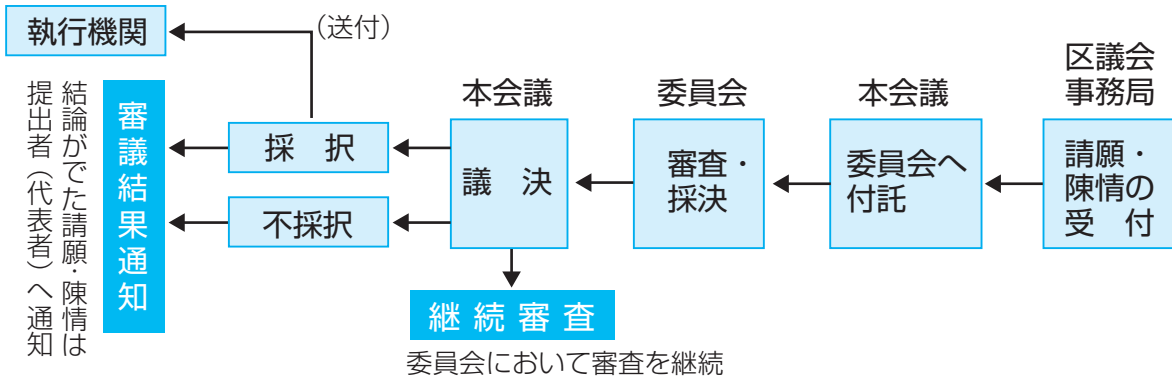 執行機関
（送付）
区議会
事務局
本会議
委員会
本会議
請願・
陳情の
受　付
委員会へ
付託
審査・
採決
議　決
採　択
不採択
審議結果通知
結論がでた請願・陳情は
提出者（代表者）へ通知
継続審査
委員会において審査を継続